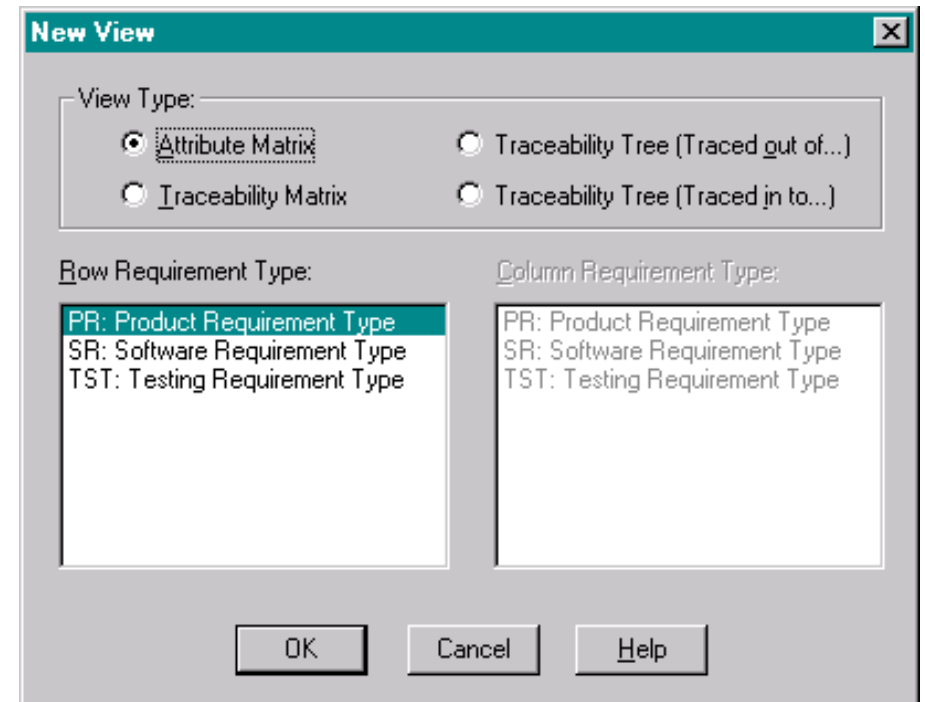 New View
View Type:
Attribute Matrix
Traceability Tree (Traced out of...)
Traceability Matrix
Traceability Tree (Traced in to...)
Row Requirement Type:
Column Requirement Type:
PR: Product Requirement Type
SR: Software Requirement Type
TST: Testing Requirement Type
PR: Product Requirement Type
SR: Software Requirement Type
TST: Testing Requirement Type
OK
Cancel
Help